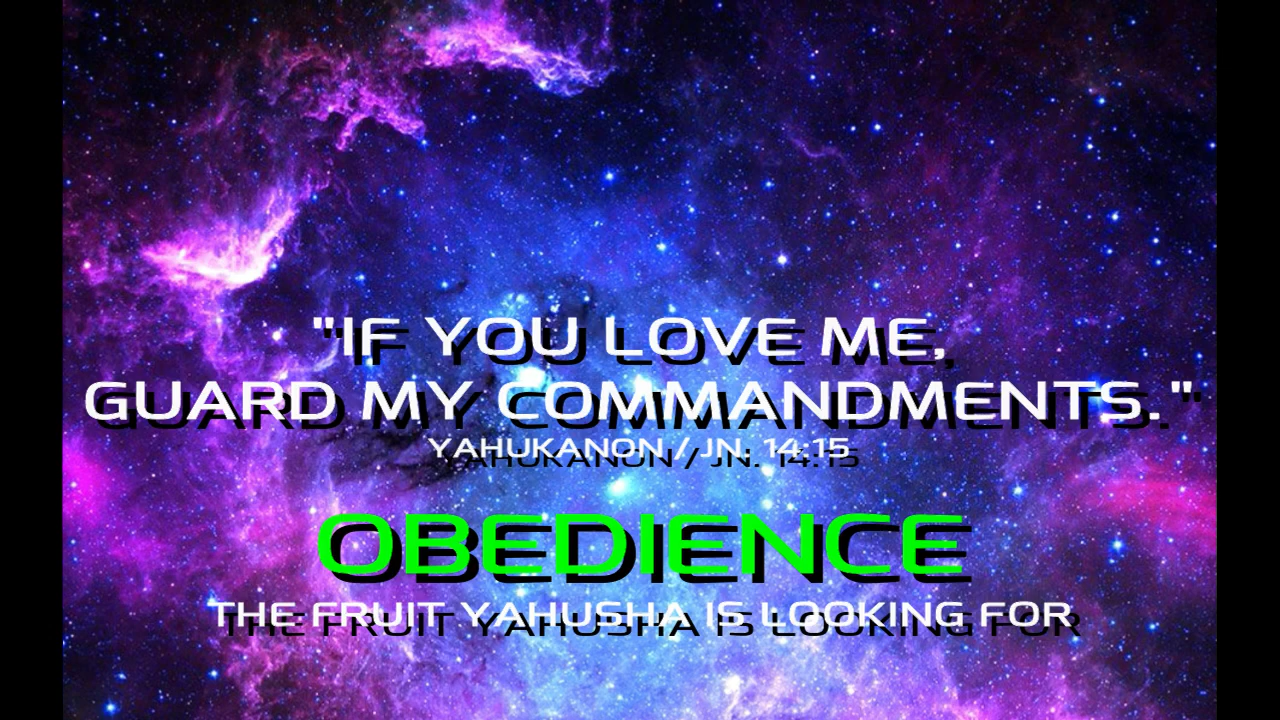 "IF YOU LOVE ME,
GUARD MY COMMANDMENTS."
YAHUKANON / JN. 14:15
OBEDIENCE
THE FRUIT YAHUSHA IS LOOKING FOR